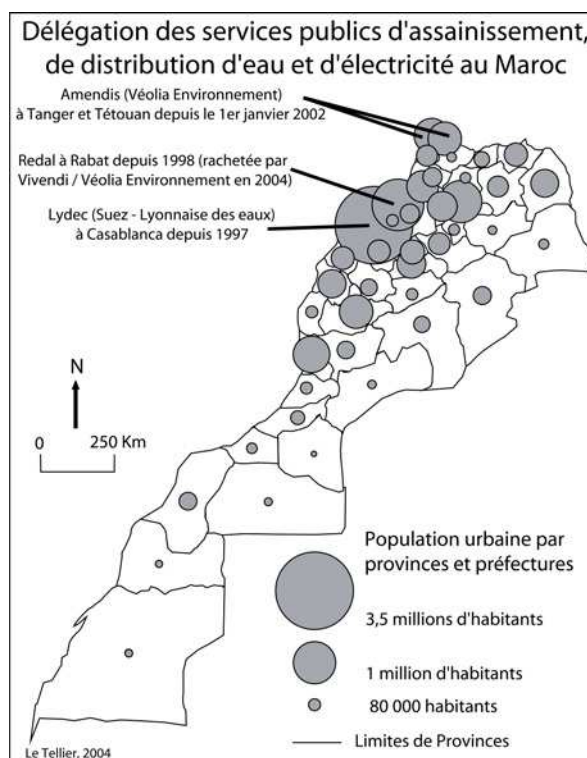 Délégation des services publics d'assainissement,
de distribution d'eau et d'électricité au Maroc
Amendis (Véolia Environnement)
à Tanger et Tétouan depuis le 1er janvier 2002
Redal à Rabat depuis 1998 (rachetée par
Vivendi / Véolia Environnement en 2004)
Lydec (Suez - Lyonnaise des eaux)
à Casablanca depuis 1997
N
0 250 Km
Population urbaine par
provinces et préfectures
3,5 millions d'habitants
1 million d'habitants
80 000 habitants
Limites de Provinces
Le Tellier, 2004